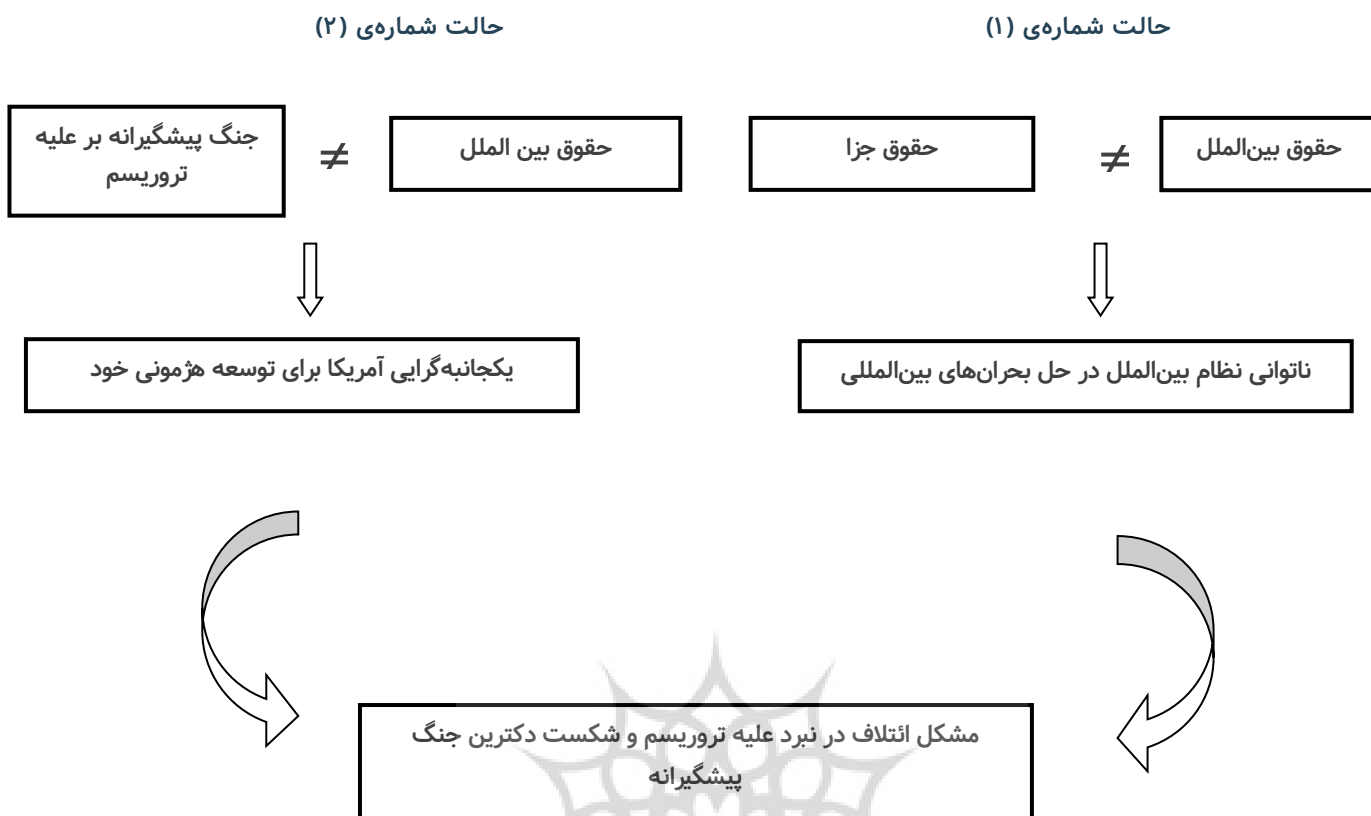 حالت شماره‌ی (۱)
حالت شماره‌ی (۲)
حقوق بین‌الملل
≠
حقوق جزا
حقوق بین الملل
≠
جنگ پیشگیرانه بر علیه
تروریسم
ناتوانی نظام بین‌الملل در حل بحران‌های بین‌المللی
یکجانبه‌گرایی آمریکا برای توسعه هژمونی خود
مشکل ائتلاف در نبرد علیه تروریسم و شکست دکترین جنگ
پیشگیرانه